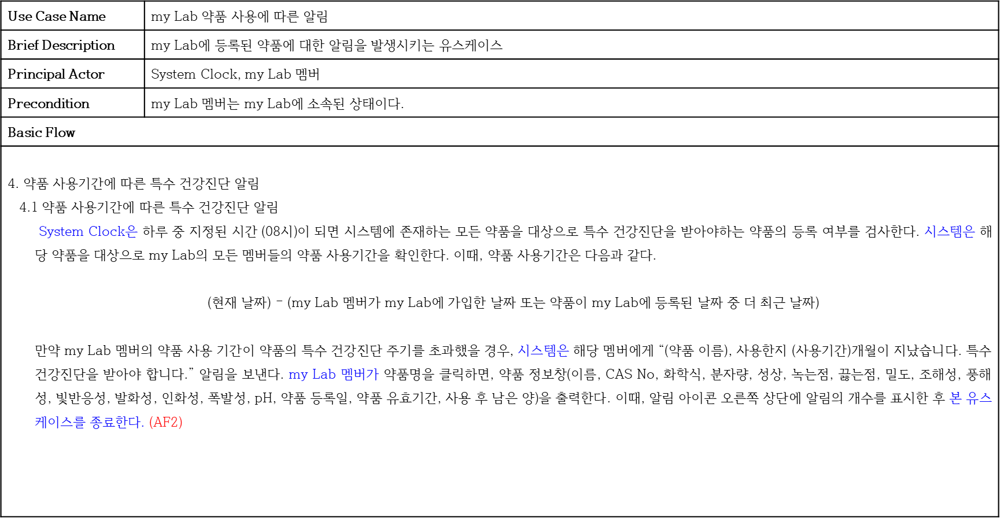 Use Case Name my Lab 약품 사용에 따른 알림
Brief Description my Lab에 등록된 약품에 대한 알림을 발생시키는 유스케이스
Principal Actor System Clock, my Lab 멤버
Precondition my Lab 멤버는 my Lab에 소속된 상태이다.
Basic Flow
4. 약품 사용기간에 따른 특수 건강진단 알림
4.1 약품 사용기간에 따른 특수 건강진단 알림
System Clock은 하루 중 지정된 시간 (08시)이 되면 시스템에 존재하는 모든 약품을 대상으로 특수 건강진단을 받아야하는 약품의 등록 여부를 검사한다. 시스템은 해
당 약품을 대상으로 my Lab의 모든 멤버들의 약품 사용기간을 확인한다. 이때, 약품 사용기간은 다음과 같다.
(현재 날짜) - (my Lab 멤버가 my Lab에 가입한 날짜 또는 약품이 my Lab에 등록된 날짜 중 더 최근 날짜)
만약 my Lab 멤버의 약품 사용 기간이 약품의 특수 건강진단 주기를 초과했을 경우, 시스템은 해당 멤버에게 “(약품 이름), 사용한지 (사용기간)개월이 지났습니다. 특수
건강진단을 받아야 합니다.” 알림을 보낸다. my Lab 멤버가 약품명을 클릭하면, 약품 정보창(이름, CAS No, 화학식, 분자량, 성상, 녹는점, 끓는점, 밀도, 조해성, 풍해
성, 빛반응성, 발화성, 인화성, 폭발성, pH, 약품 등록일, 약품 유효기간, 사용 후 남은 양)을 출력한다. 이때, 알림 아이콘 오른쪽 상단에 알림의 개수를 표시한 후 본 유스
케이스를 종료한다. (AF2)